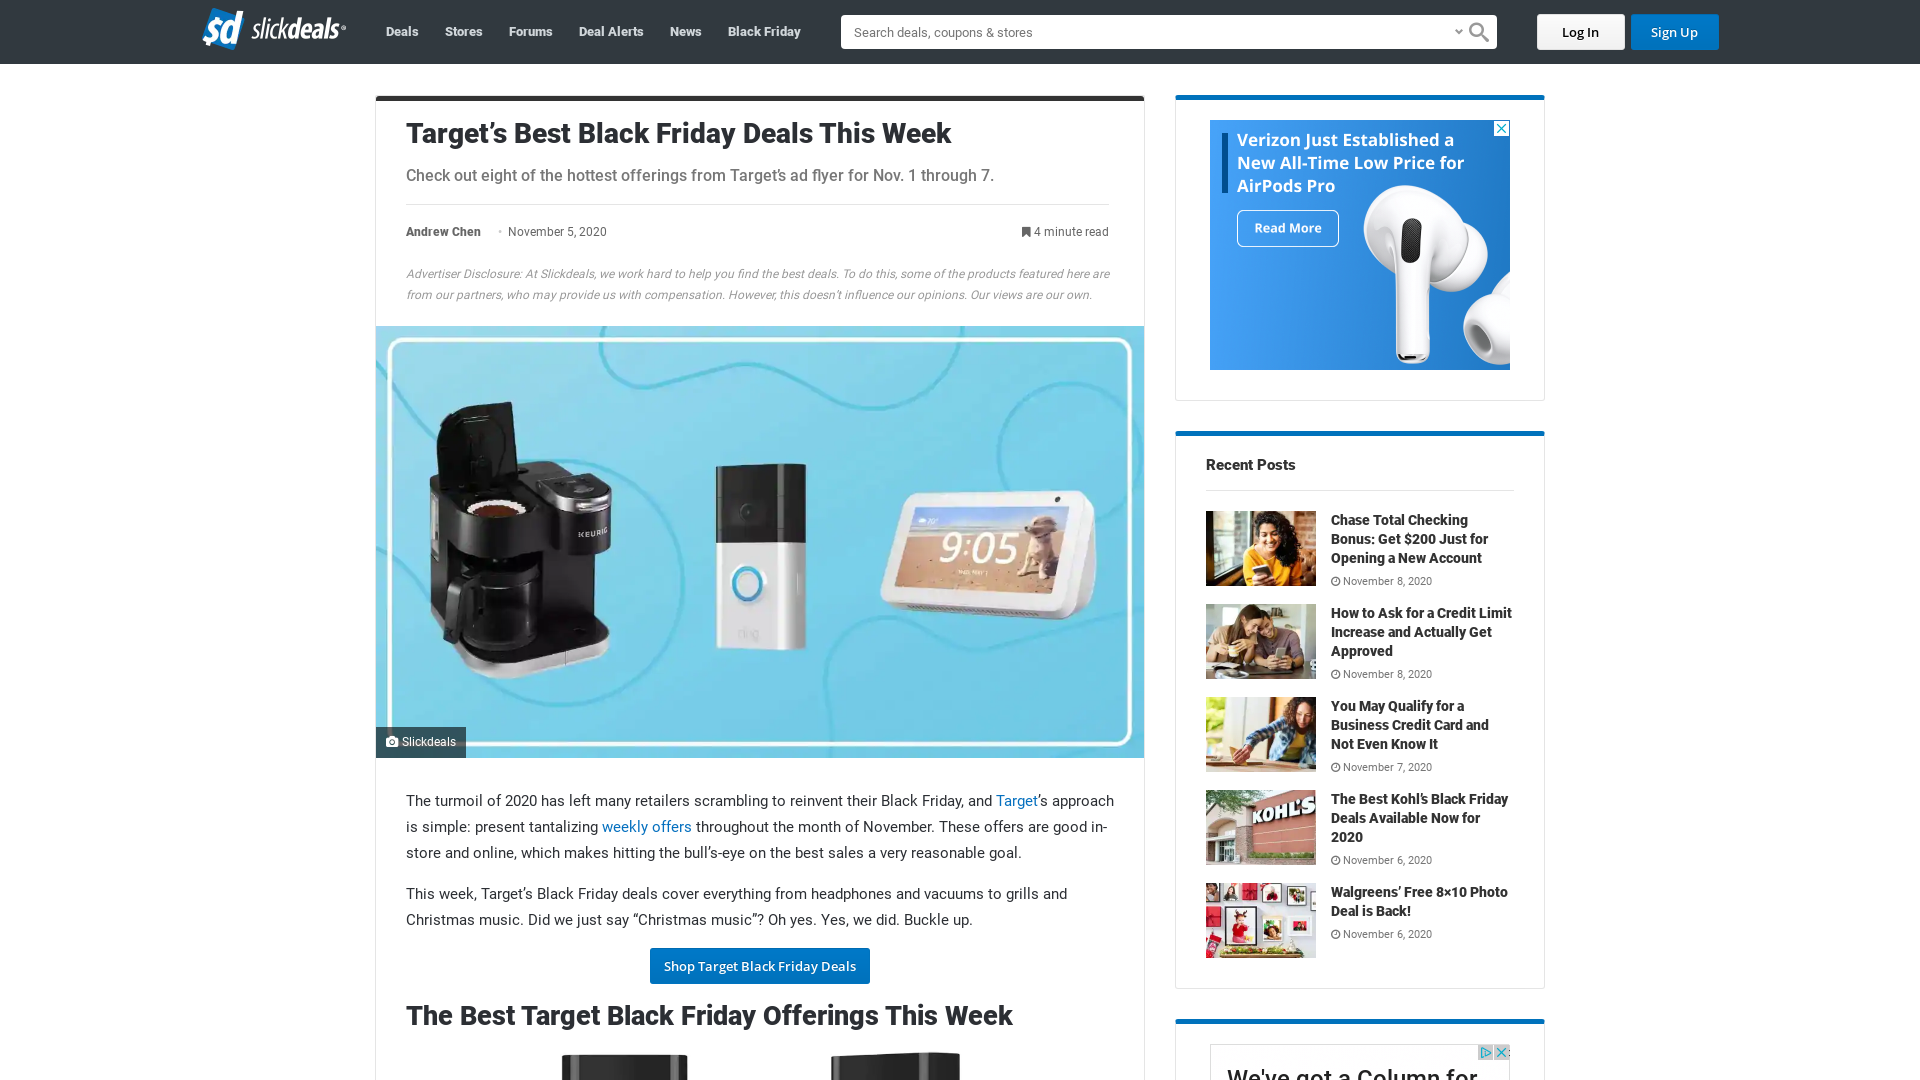 $d slickdeals
Deals
Stores
Forums
Deal Alerts
News
Black Friday
Search deals, coupons & stores
Log In
Sign Up
Target’s Best Black Friday Deals This Week
Check out eight of the hottest offerings from Target’s ad flyer for Nov. 1 through 7.
Andrew Chen • November 5, 2020
4 minute read
Advertiser Disclosure: At Slickdeals, we work hard to help you find the best deals. To do this, some of the products featured here are
from our partners, who may provide us with compensation. However, this doesn’t influence our opinions. Our views are our own.
KEURIG
ring
9:05
Slickdeals
The turmoil of 2020 has left many retailers scrambling to reinvent their Black Friday, and Target’s approach
is simple: present tantalizing weekly offers throughout the month of November. These offers are good in-
store and online, which makes hitting the bull’s-eye on the best sales a very reasonable goal.
This week, Target’s Black Friday deals cover everything from headphones and vacuums to grills and
Christmas music. Did we just say “Christmas music”? Oh yes. Yes, we did. Buckle up.
Shop Target Black Friday Deals
The Best Target Black Friday Offerings This Week
Verizon Just Established a
New All-Time Low Price for
AirPods Pro
Read More
Recent Posts
Chase Total Checking
Bonus: Get $200 Just for
Opening a New Account
November 8, 2020
How to Ask for a Credit Limit
Increase and Actually Get
Approved
November 8, 2020
You May Qualify for a
Business Credit Card and
Not Even Know It
November 7, 2020
KOHL'S
The Best Kohl’s Black Friday
Deals Available Now for
2020
November 6, 2020
Walgreens’ Free 8×10 Photo
Deal is Back!
November 6, 2020
We've got a Column for